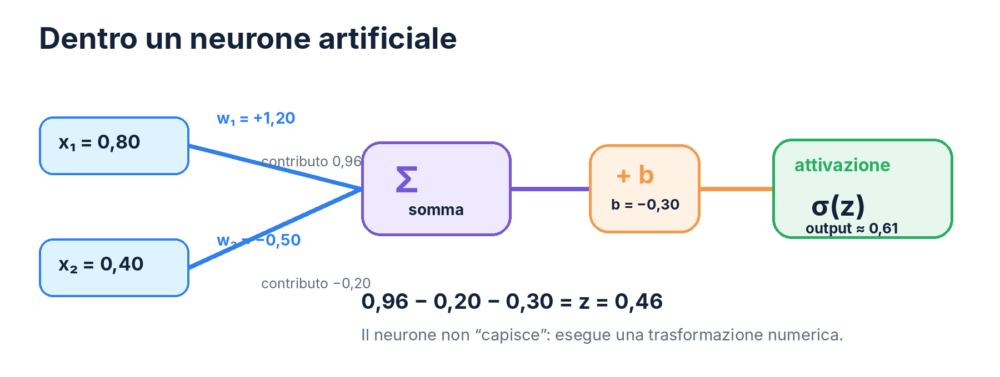 Dentro un neurone artificiale
w₁ = +1,20
x₁ = 0,80
contributo 0,96
w₂ = −0,50
x₂ = 0,40
contributo −0,20
Σ
somma
+ b
b = −0,30
attivazione
σ(z)
output ≈ 0,61
0,96 − 0,20 − 0,30 = z = 0,46
Il neurone non “capisce”: esegue una trasformazione numerica.